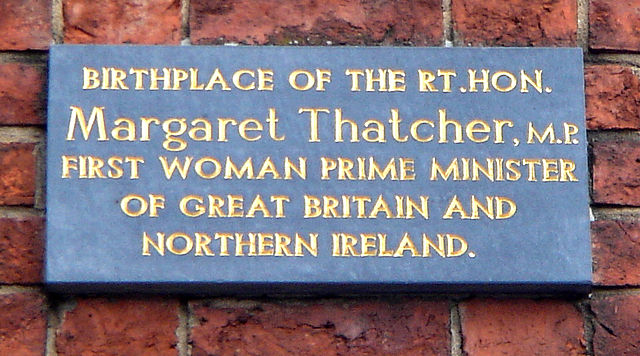 BIRTHPLACE OF THE RT.HON.
Margaret Thatcher, M.P.
FIRST WOMAN PRIME MINISTER
OF GREAT BRITAIN AND
NORTHERN IRELAND.